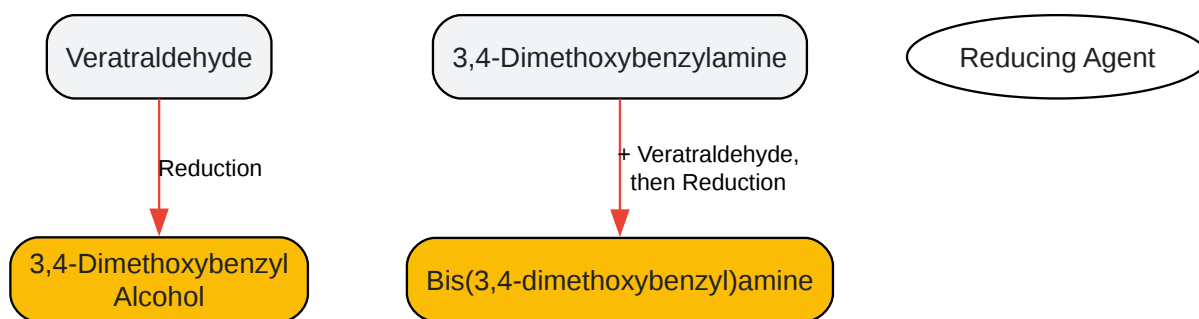 Veratraldehyde
3,4-Dimethoxybenzylamine
Reducing Agent
Reduction
+ Veratraldehyde,
then Reduction
3,4-Dimethoxybenzyl
Alcohol
Bis(3,4-dimethoxybenzyl)amine